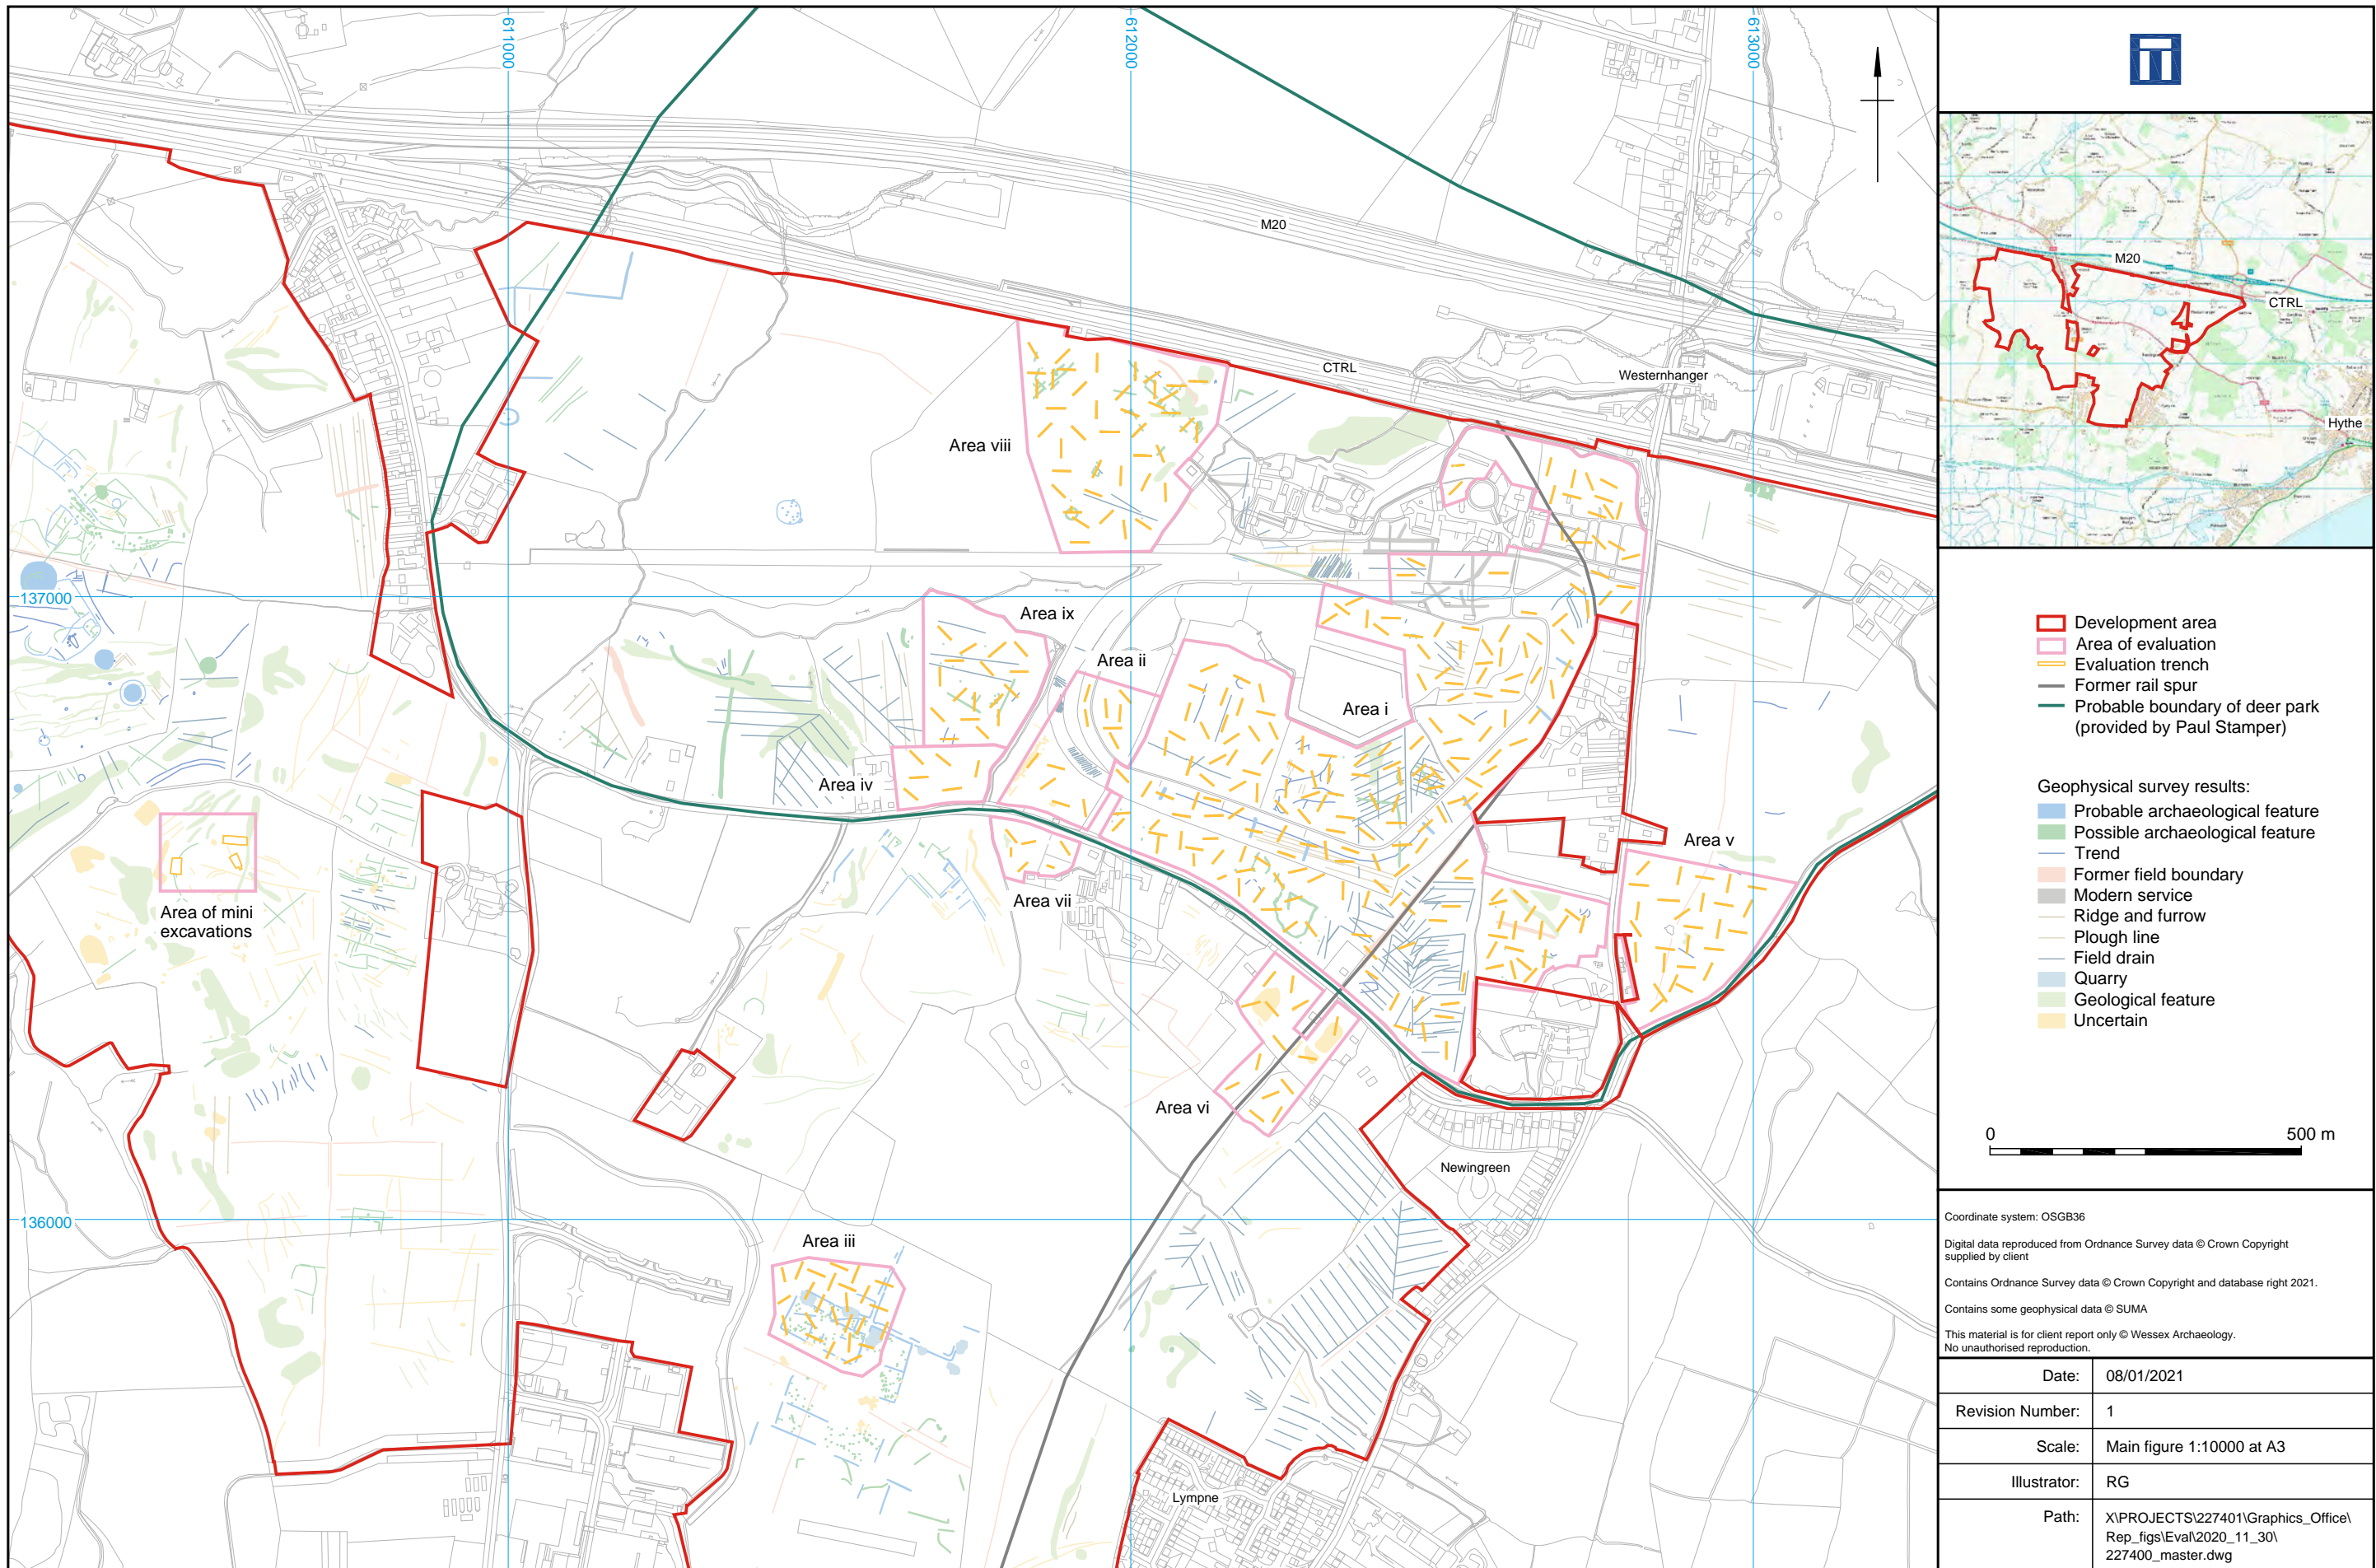 611000
612000
613000
M20
CTRL
Westernhanger
Area viii
137000
Area ix
Area ii
Area i
Area iv
Area v
Area vii
Area of mini
excavations
Area vi
Newingreen
136000
Area iii
Lympne
M20
CTRL
Hythe
Development area
Area of evaluation
Evaluation trench
Former rail spur
Probable boundary of deer park
(provided by Paul Stamper)
Geophysical survey results:
Probable archaeological feature
Possible archaeological feature
Trend
Former field boundary
Modern service
Ridge and furrow
Plough line
Field drain
Quarry
Geological feature
Uncertain
0 500 m
Coordinate system: OSGB36
Digital data reproduced from Ordnance Survey data © Crown Copyright
supplied by client
Contains Ordnance Survey data © Crown Copyright and database right 2021.
Contains some geophysical data © SUMA
This material is for client report only © Wessex Archaeology.
No unauthorised reproduction.
Date: 08/01/2021
Revision Number: 1
Scale: Main figure 1:10000 at A3
Illustrator: RG
Path: X\PROJECTS\227401\Graphics_Office\
Rep_figs\Eval\2020_11_30\
227400_master.dwg